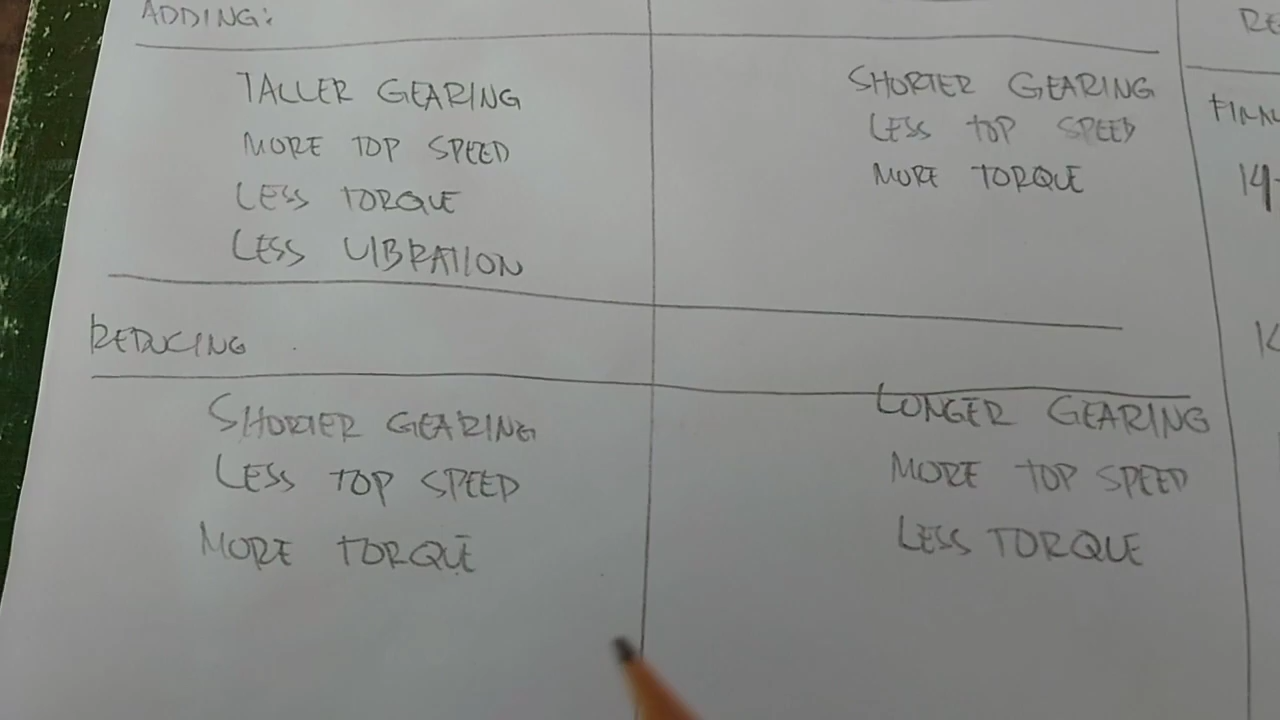 ADDING:
TALLER GEARING
MORE TOP SPEED
LESS TORQUE
LESS VIBRATION
SHORTER GEARING
LESS TOP SPEED
MORE TORQUE
REDUCING
SHORTER GEARING
LESS TOP SPEED
MORE TORQUE
LONGER GEARING
MORE TOP SPEED
LESS TORQUE
14-